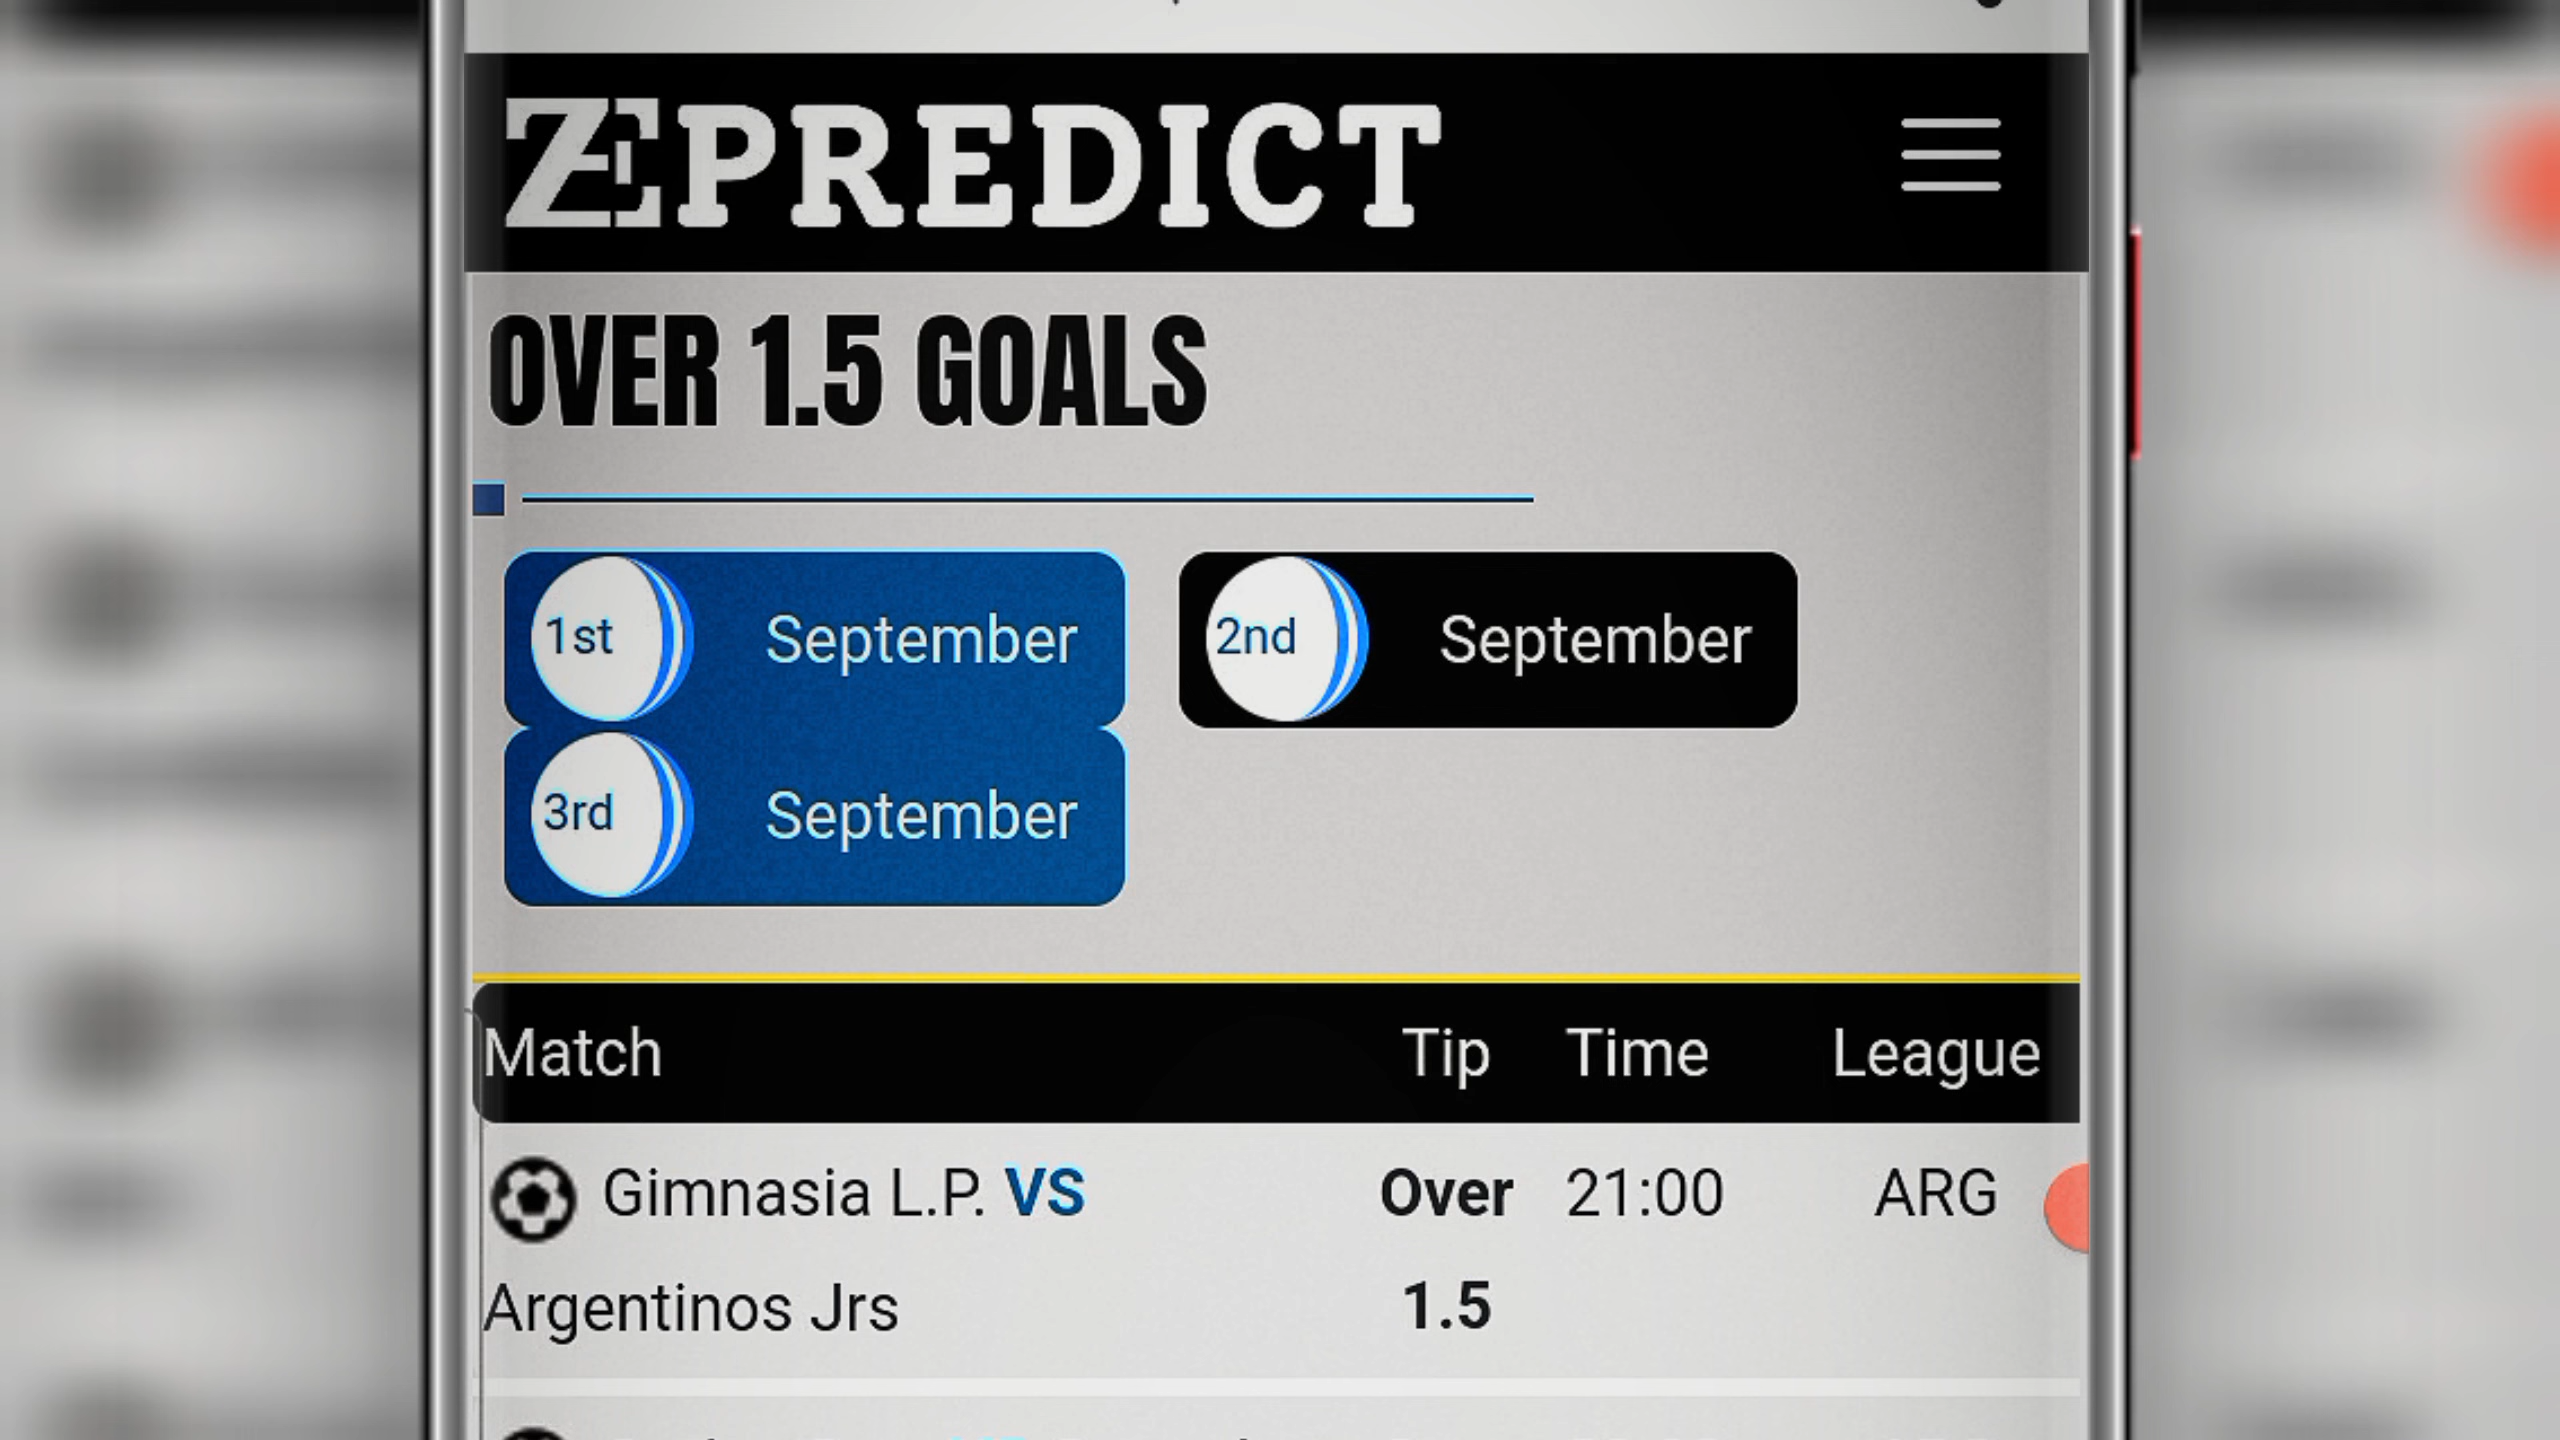 ZEPREDICT
OVER 1.5 GOALS
1st September
2nd September
3rd September
Match Tip Time League
Gimnasia L.P. VS Over 21:00 ARG
Argentinos Jrs 1.5